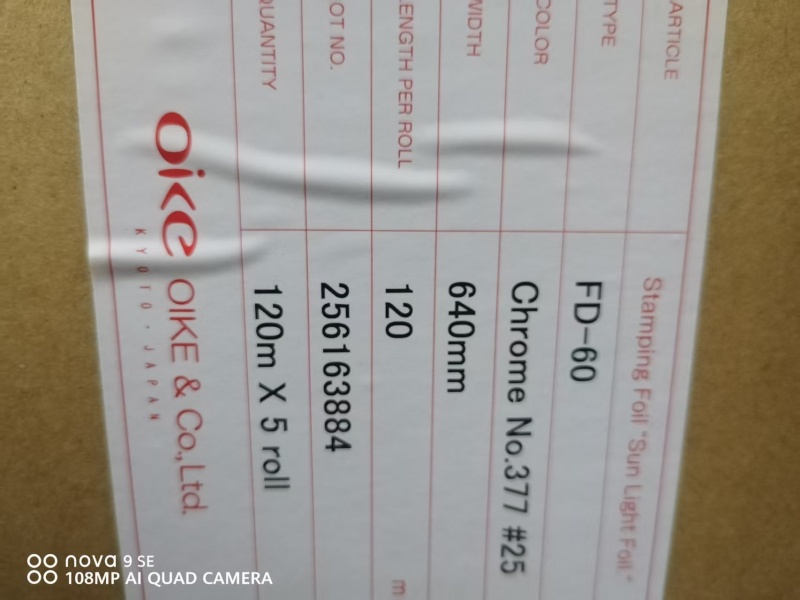 ARTICLE Stamping Foil "Sun Light Foil."
TYPE FD-60
COLOR Chrome No.377 #25
WIDTH 640mm
LENGTH PER ROLL 120 m
LOT NO. 256163884
QUANTITY 120m X 5 roll
oike OIKE & Co.,Ltd.
KYOTO · JAPAN
nova 9 SE
108MP AI QUAD CAMERA